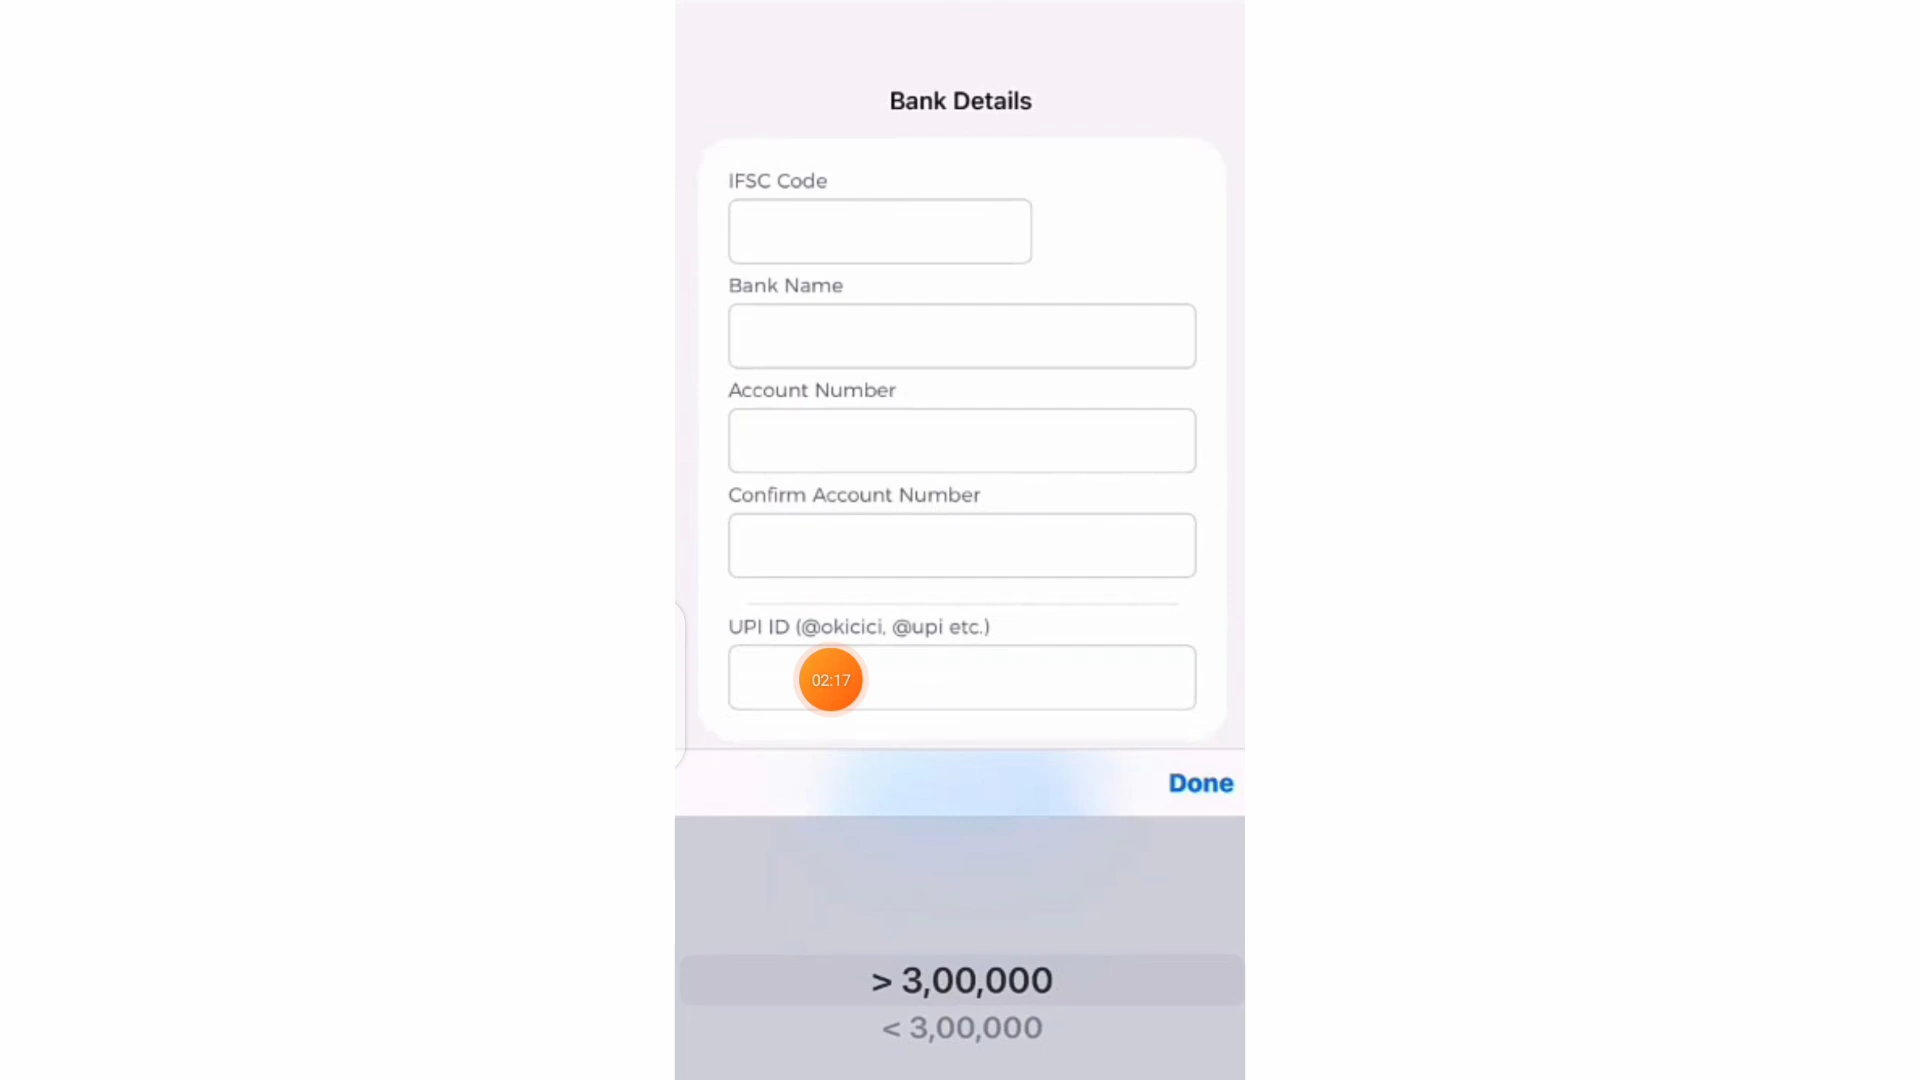 Bank Details
IFSC Code
Bank Name
Account Number
Confirm Account Number
UPI ID (@okicici, @upi etc.)
02:17
Done
> 3,00,000
< 3,00,000